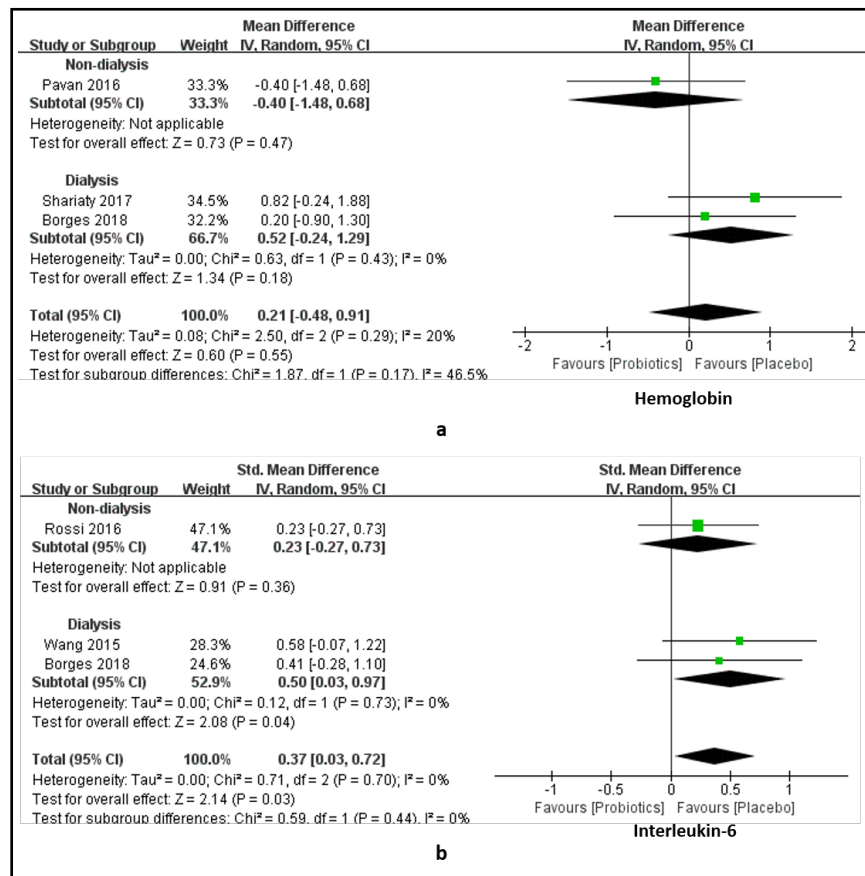 Mean Difference Mean Difference
Study or Subgroup Weight IV, Random, 95% CI IV, Random, 95% CI
Non-dialysis
Pavan 2016 33.3% -0.40 [-1.48, 0.68]
Subtotal (95% CI) 33.3% -0.40 [-1.48, 0.68]
Heterogeneity: Not applicable
Test for overall effect: Z = 0.73 (P = 0.47)
Dialysis
Shariaty 2017 34.5% 0.82 [-0.24, 1.88]
Borges 2018 32.2% 0.20 [-0.90, 1.30]
Subtotal (95% CI) 66.7% 0.52 [-0.24, 1.29]
Heterogeneity: Tau² = 0.00; Chi² = 0.63, df = 1 (P = 0.43); I² = 0%
Test for overall effect: Z = 1.34 (P = 0.18)
Total (95% CI) 100.0% 0.21 [-0.48, 0.91]
Heterogeneity: Tau² = 0.08; Chi² = 2.50, df = 2 (P = 0.29); I² = 20%
Test for overall effect: Z = 0.60 (P = 0.55)
Test for subgroup differences: Chi² = 1.87, df = 1 (P = 0.17), I² = 46.5%
-2 -1 0 1 2
Favours [Probiotics] Favours [Placebo]
Hemoglobin
a
Std. Mean Difference Std. Mean Difference
Study or Subgroup Weight IV, Random, 95% CI IV, Random, 95% CI
Non-dialysis
Rossi 2016 47.1% 0.23 [-0.27, 0.73]
Subtotal (95% CI) 47.1% 0.23 [-0.27, 0.73]
Heterogeneity: Not applicable
Test for overall effect: Z = 0.91 (P = 0.36)
Dialysis
Wang 2015 28.3% 0.58 [-0.07, 1.22]
Borges 2018 24.6% 0.41 [-0.28, 1.10]
Subtotal (95% CI) 52.9% 0.50 [0.03, 0.97]
Heterogeneity: Tau² = 0.00; Chi² = 0.12, df = 1 (P = 0.73); I² = 0%
Test for overall effect: Z = 2.08 (P = 0.04)
Total (95% CI) 100.0% 0.37 [0.03, 0.72]
Heterogeneity: Tau² = 0.00; Chi² = 0.71, df = 2 (P = 0.70); I² = 0%
Test for overall effect: Z = 2.14 (P = 0.03)
Test for subgroup differences: Chi² = 0.59, df = 1 (P = 0.44), I² = 0%
-1 -0.5 0 0.5 1
Favours [Probiotics] Favours [Placebo]
Interleukin-6
b